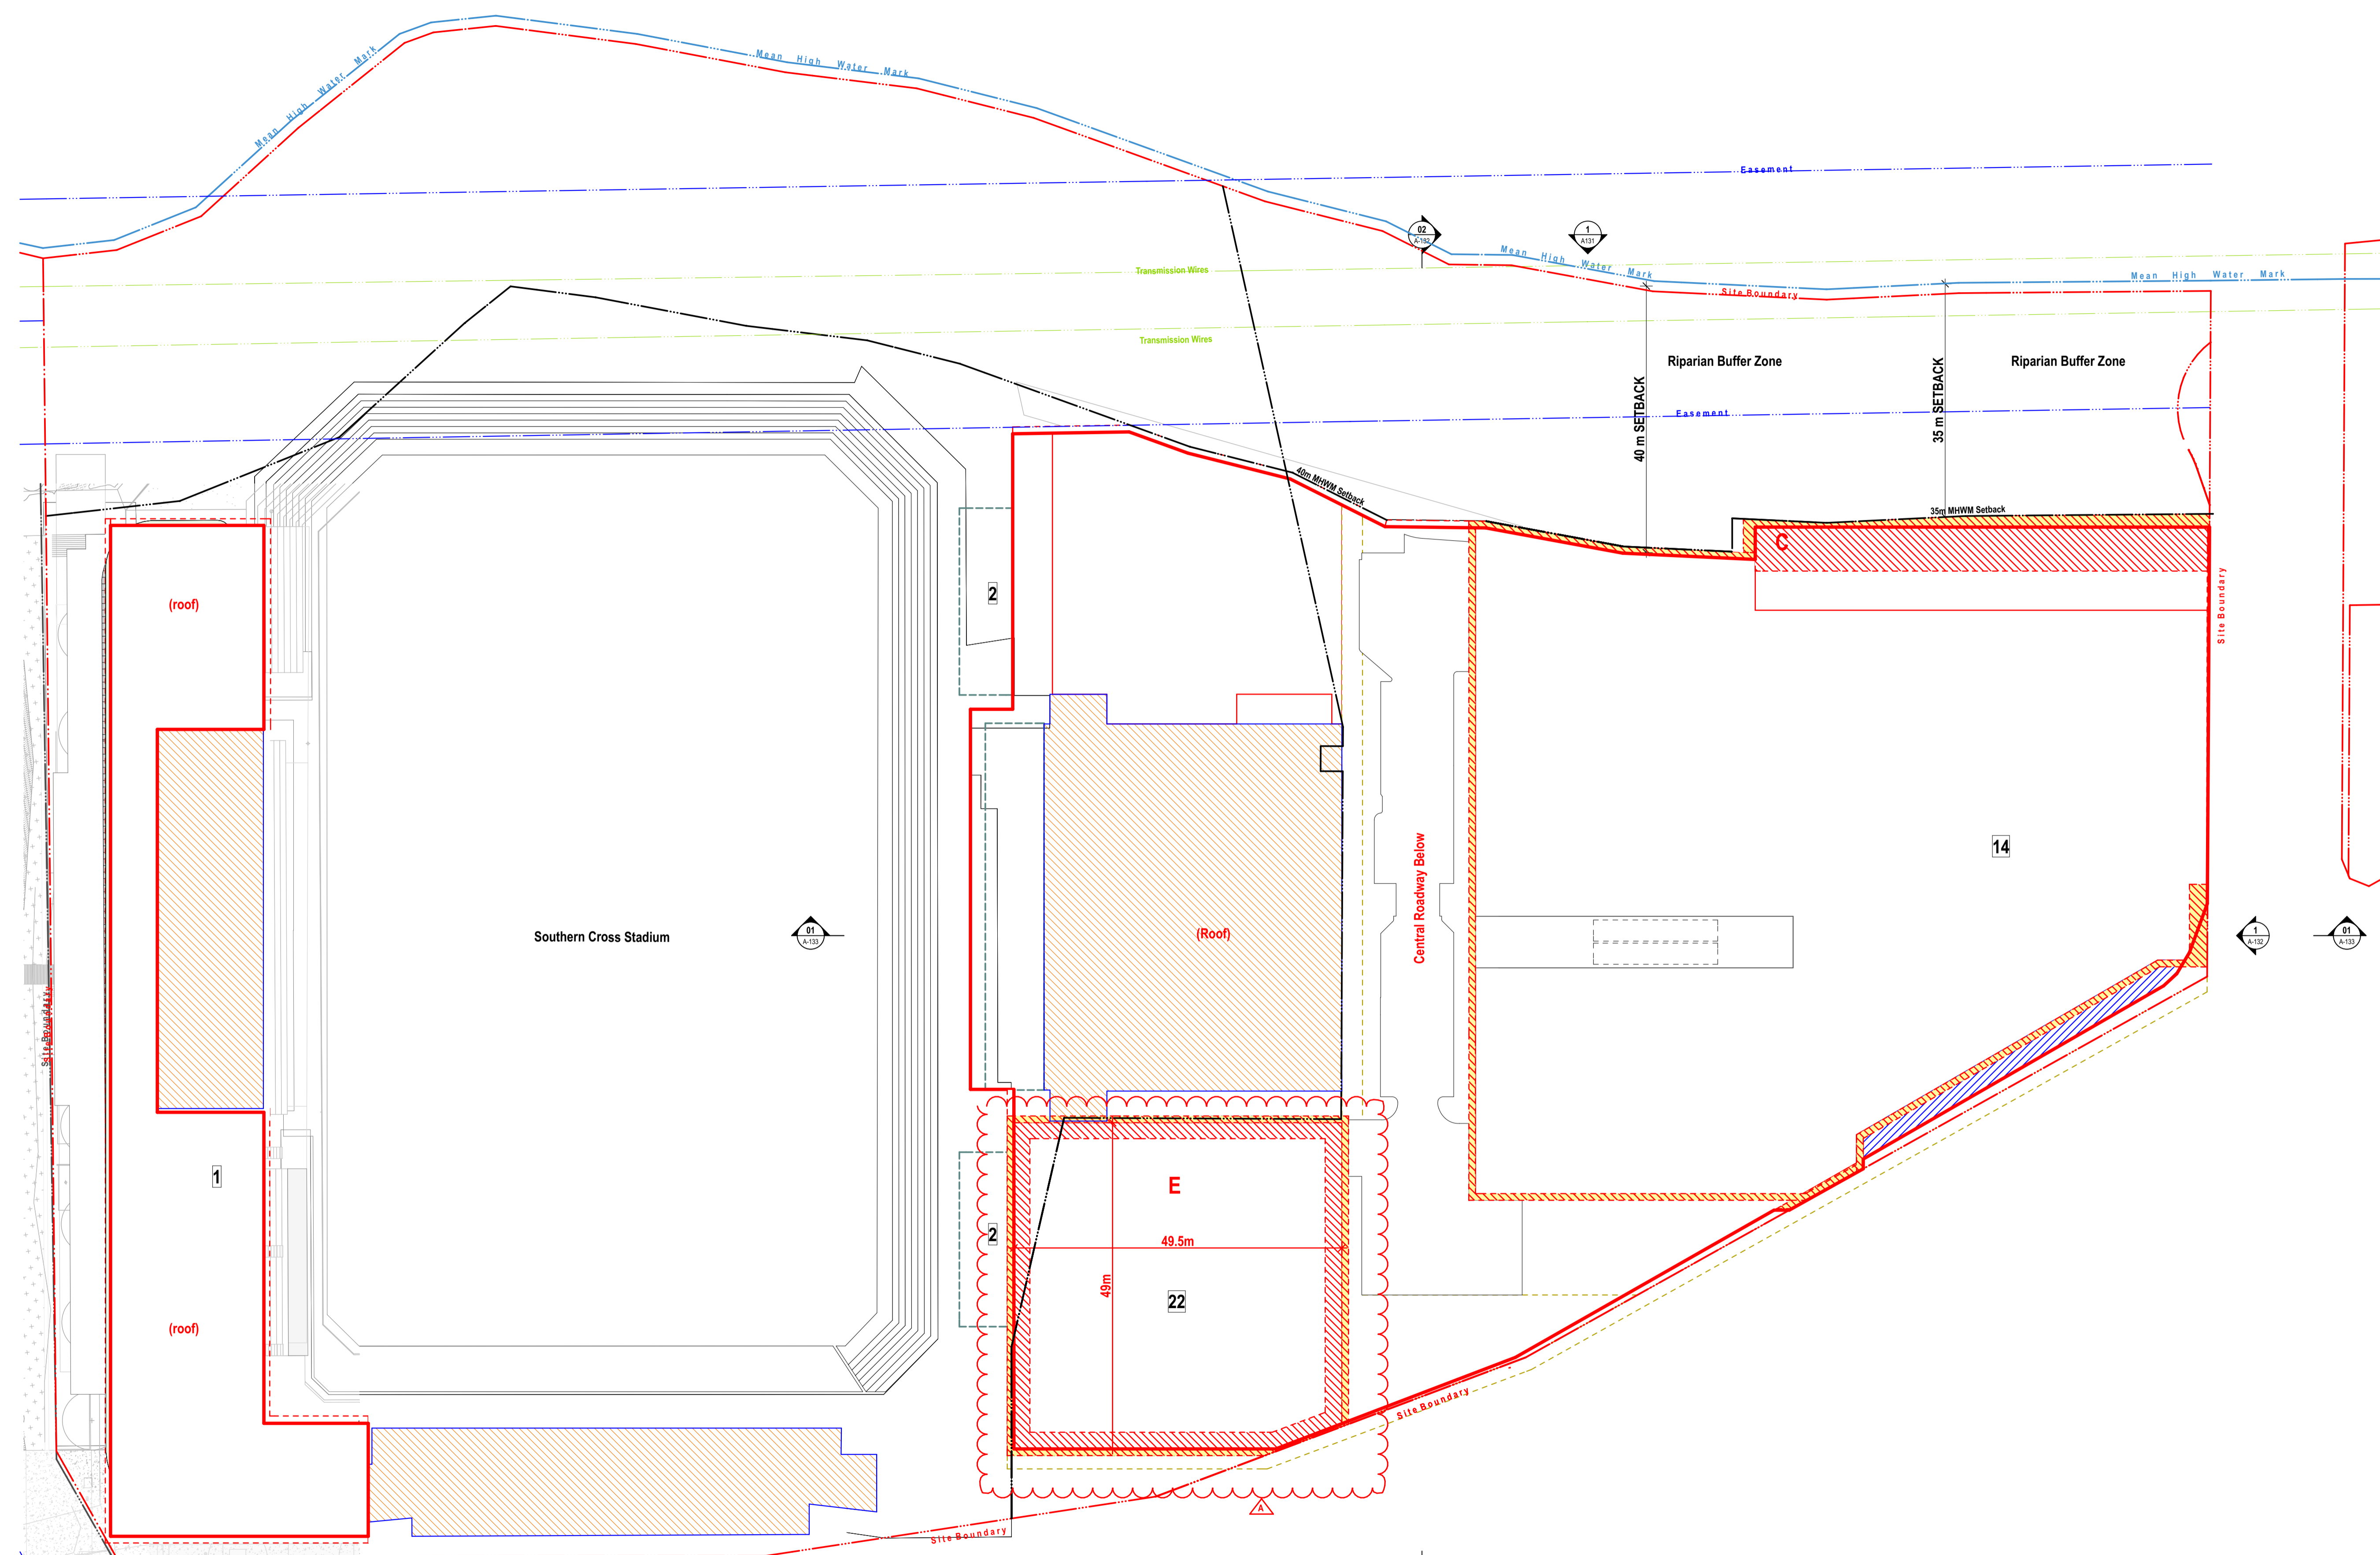 Mean High Water Mark
Mean High Water Mark
Easement
02
A-132
1
A131
Mean High Water Mark
Mean High Water Mark
Transmission Wires
Site Boundary
Transmission Wires
Riparian Buffer Zone
Riparian Buffer Zone
40 m SETBACK
35 m SETBACK
Easement
40m MHWM Setback
35m MHWM Setback
C
(roof)
2
Site Boundary
14
Central Roadway Below
Southern Cross Stadium
01
A-133
(Roof)
1
A-132
01
A-133
Site Boundary
Site Boundary
1
E
2
49.5m
49m
22
(roof)
Site Boundary
A
Site Boundary